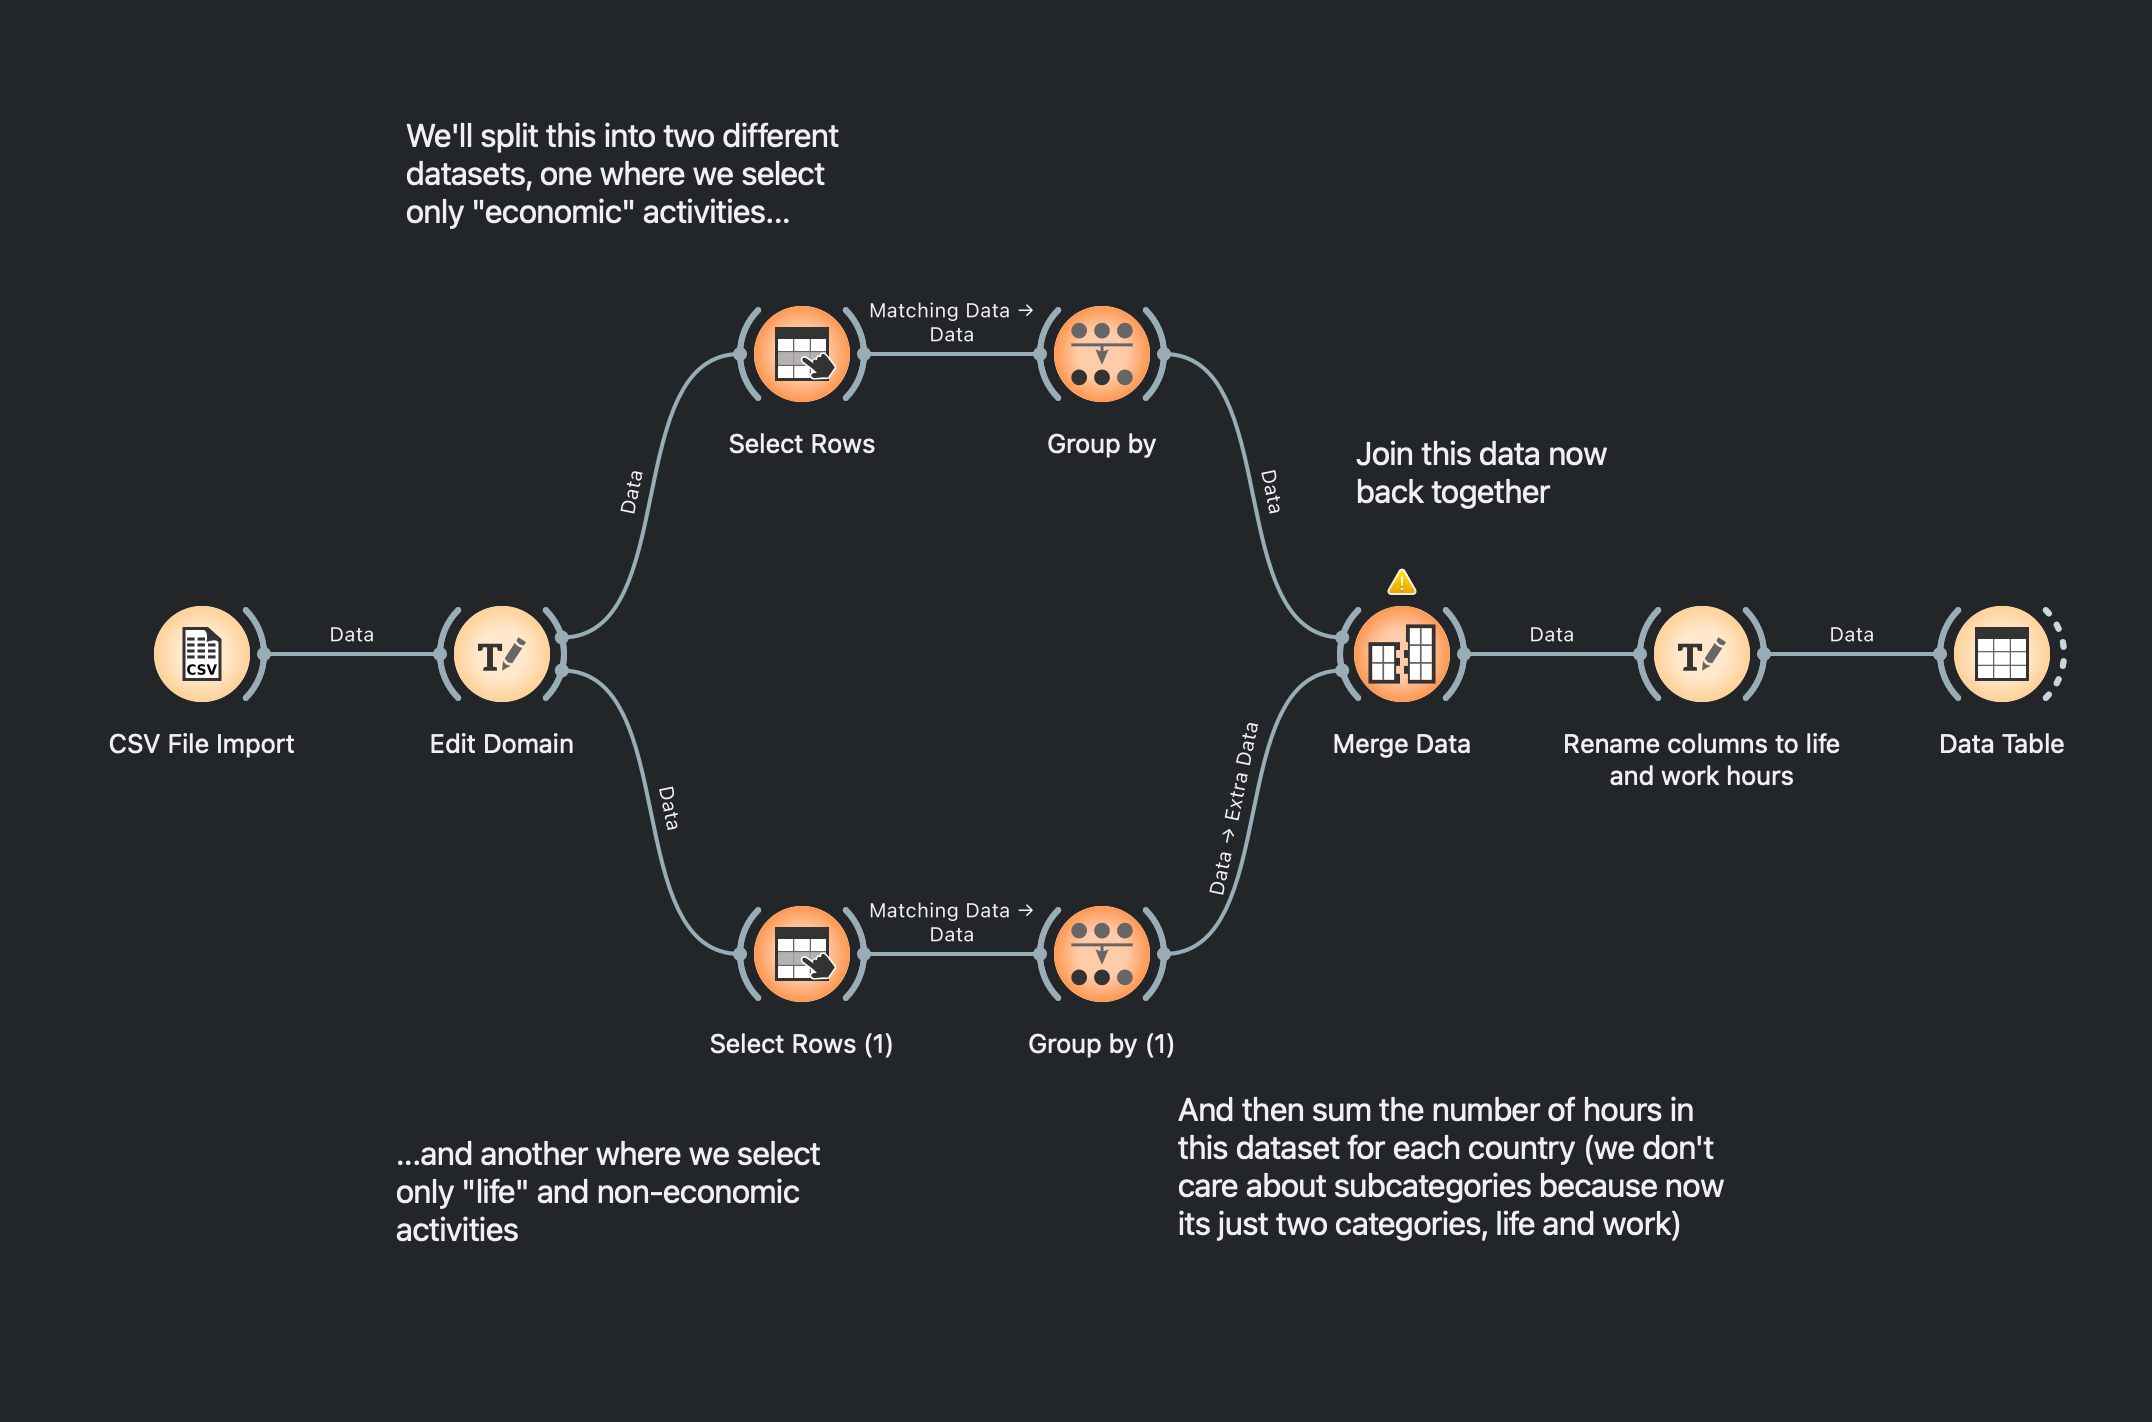 We'll split this into two different
datasets, one where we select
only "economic" activities...
Matching Data →
Data
Select Rows
Group by
Data
Data
Join this data now
back together
CSV
CSV File Import
Data
T
Edit Domain
Merge Data
Data
T
Rename columns to life
and work hours
Data
Data Table
Data
Data → Extra Data
Matching Data →
Data
Select Rows (1)
Group by (1)
...and another where we select
only "life" and non-economic
activities
And then sum the number of hours in
this dataset for each country (we don't
care about subcategories because now
its just two categories, life and work)